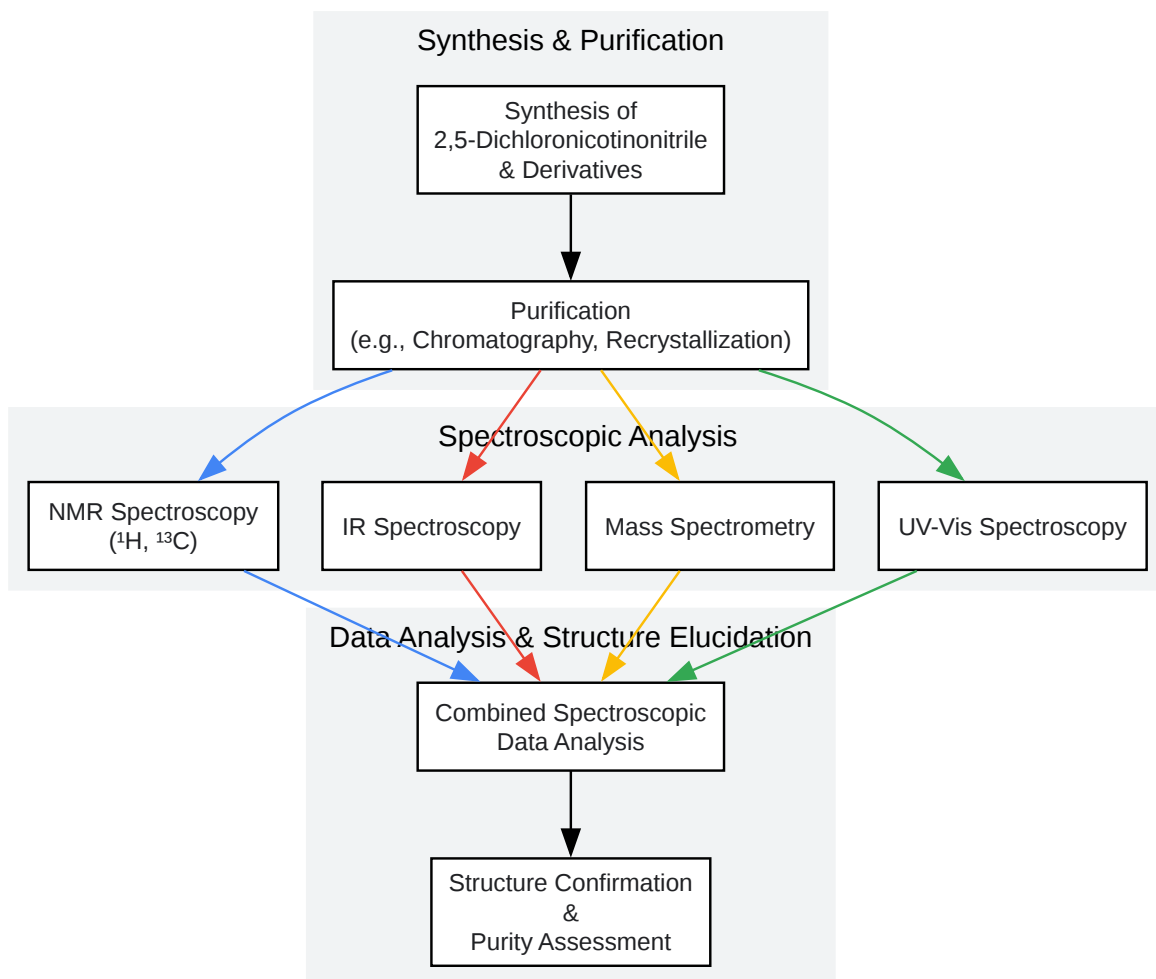 Synthesis & Purification
Synthesis of
2,5-Dichloronicotinonitrile
& Derivatives
Purification
(e.g., Chromatography, Recrystallization)
Spectroscopic Analysis
NMR Spectroscopy
(¹H, ¹³C)
IR Spectroscopy
Mass Spectrometry
UV-Vis Spectroscopy
Data Analysis & Structure Elucidation
Combined Spectroscopic
Data Analysis
Structure Confirmation
&
Purity Assessment